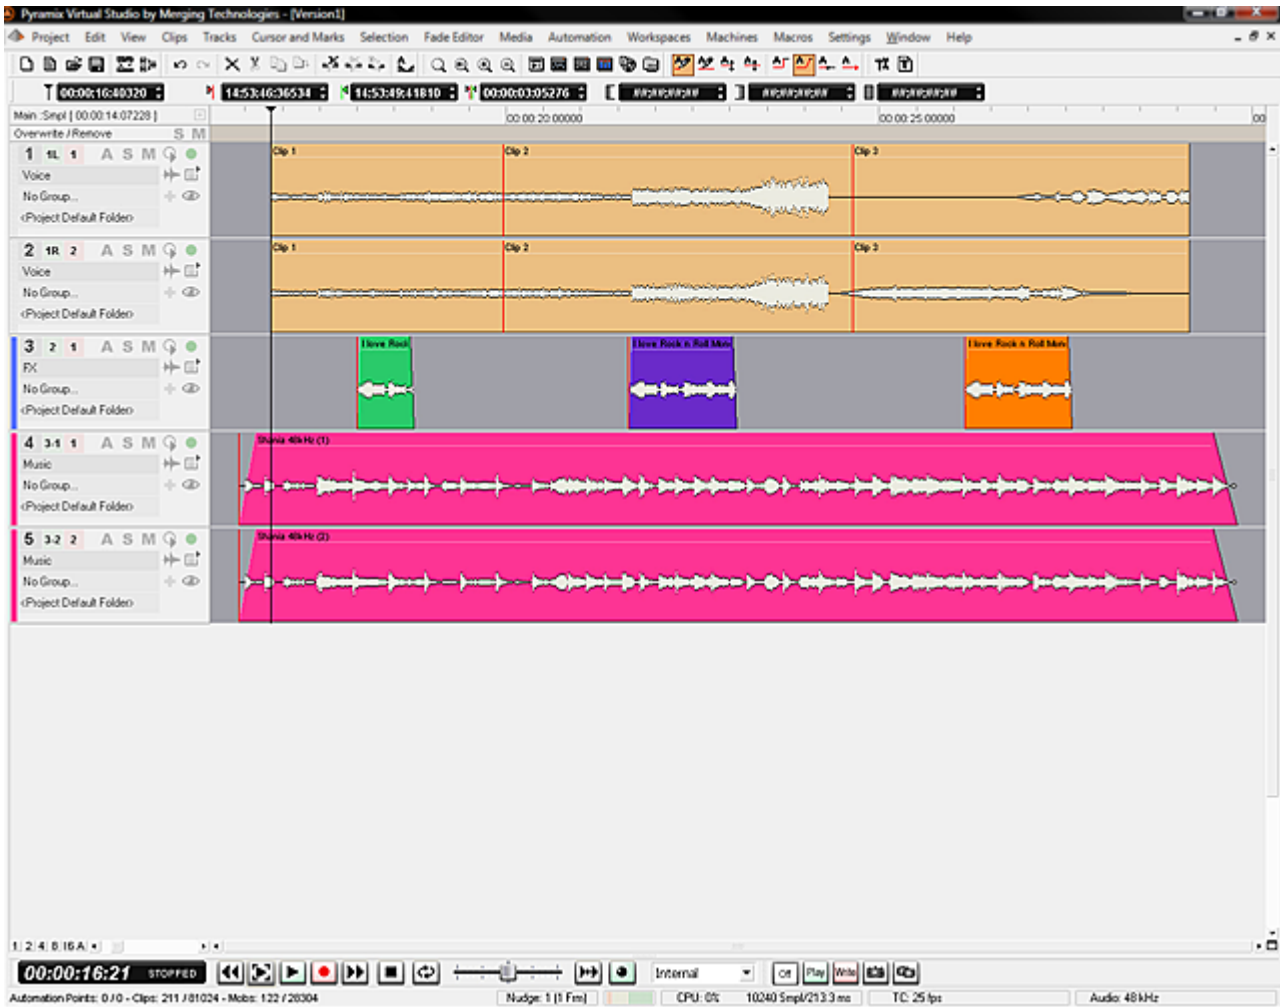 Pyramix Virtual Studio by Merging Technologies - [Version1]
Project Edit View Clips Tracks Cursor and Marks Selection Fade Editor Media Automation Workspaces Machines Macros Settings Window Help
00:00:16:40320 14:53:46:36534 14:53:49:41810 00:00:03:05276 ##:##:##:## ##:##:##:## ##:##:##:##
Main :Smpl [ 00:00:14.07228 ] 00:00:20:00000 00:00:25:00000 00
Overwrite / Remove S M
1 1L 1 A S M Clip 1 Clip 2 Clip 3
Voice
No Group...
<Project Default Folder>
2 1R 2 A S M Clip 1 Clip 2 Clip 3
Voice
No Group...
<Project Default Folder>
3 2 1 A S M I love Rock I love Rock n Roll Mon I love Rock n Roll Mon
FX
No Group...
<Project Default Folder>
4 3-1 1 A S M Shania 48kHz (1)
Music
No Group...
<Project Default Folder>
5 3-2 2 A S M Shania 48kHz (2)
Music
No Group...
<Project Default Folder>
1 2 4 8 16 A
00:00:16:21 STOPPED Internal Off Play Write
Automation Points: 0 / 0 - Clips: 211 / 81024 - Mobs: 122 / 28304 Nudge: 1 [1 Frm] CPU: 0% 10240 Smpl/213.3 ms TC: 25 fps Audio: 48 kHz